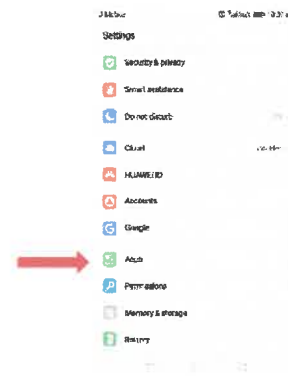 Settings
Security & privacy
Smart assistance
Do not disturb
Cloud
HUAWEI ID
Accounts
Google
Apps
Permissions
Memory & storage
Battery